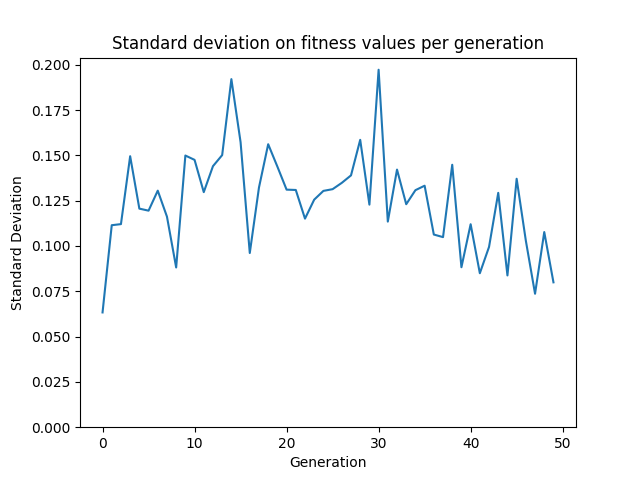 Standard deviation on fitness values per generation
0.200
0.175
0.150
0.125
0.100
0.075
0.050
0.025
0.000
Standard Deviation
0 10 20 30 40 50
Generation